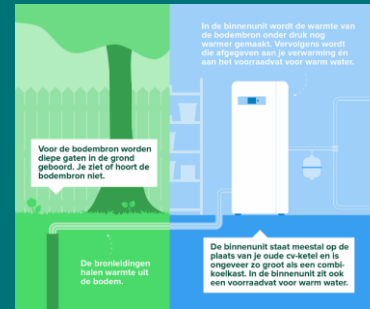 In de binnenunit wordt de warmte van
de bodembron onder druk nog
warmer gemaakt. Vervolgens wordt
die afgegeven aan je verwarming én
aan het voorraadvat voor warm water.
Voor de bodembron worden
diepe gaten in de grond
geboord. Je ziet of hoort de
bodembron niet.
De bronleidingen
halen warmte uit
de bodem.
De binnenunit staat meestal op de
plaats van je oude cv-ketel en is
ongeveer zo groot als een combi-
koelkast. In de binnenunit zit ook
een voorraadvat voor warm water.